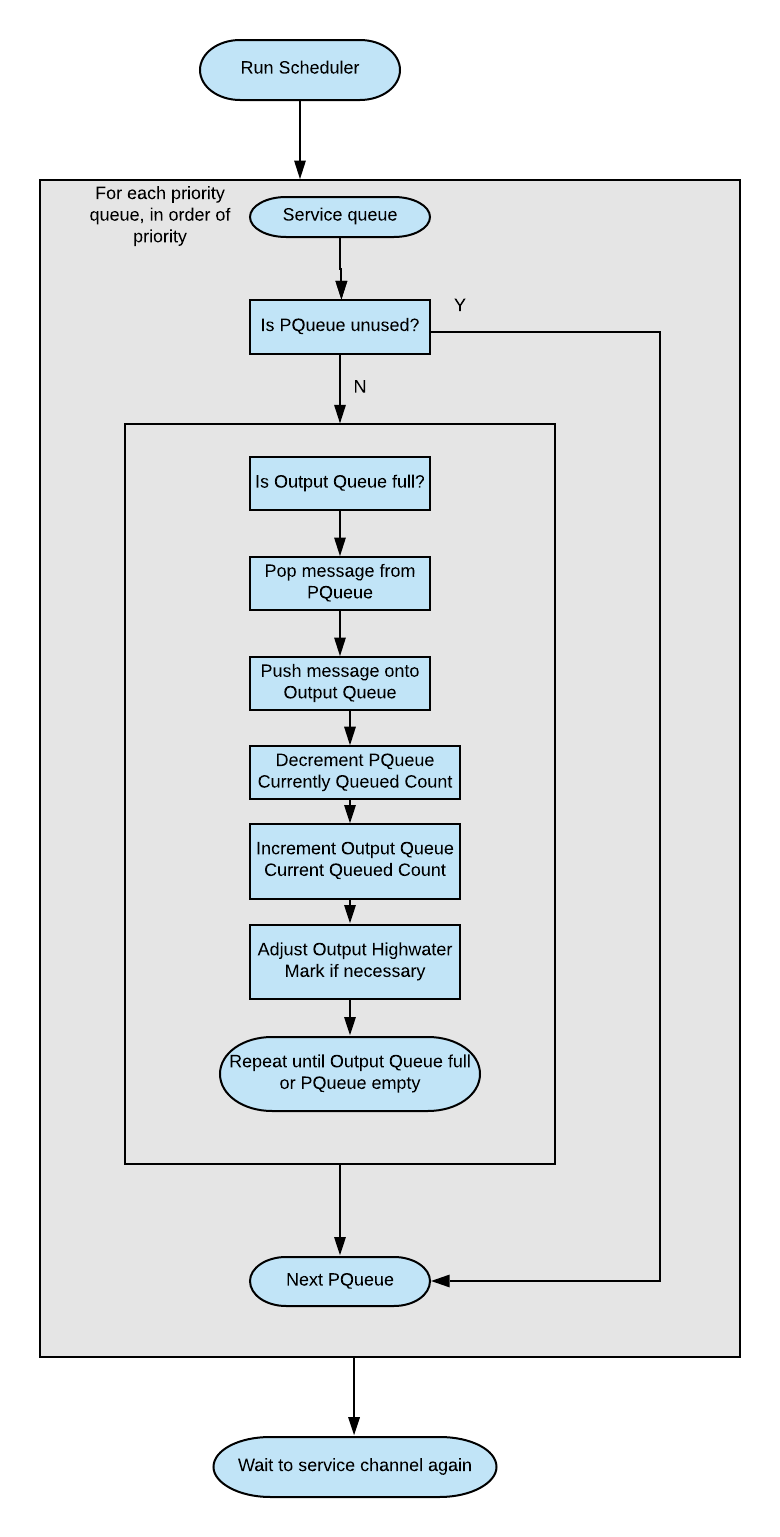 Run Scheduler
For each priority
queue, in order of
priority
Service queue
Is PQueue unused?
Y
N
Is Output Queue full?
Pop message from
PQueue
Push message onto
Output Queue
Decrement PQueue
Currently Queued Count
Increment Output Queue
Current Queued Count
Adjust Output Highwater
Mark if necessary
Repeat until Output Queue full
or PQueue empty
Next PQueue
Wait to service channel again